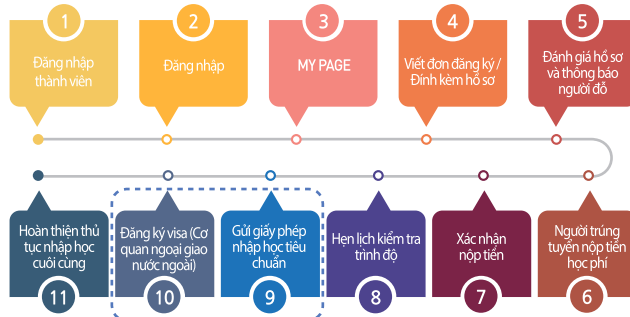 1
Đăng nhập
thành viên
2
Đăng nhập
3
MY PAGE
4
Viết đơn đăng ký /
Đính kèm hồ sơ
5
Đánh giá hồ sơ
và thông báo
người đỗ
Người trúng
tuyển nộp tiền
học phí
6
Xác nhận
nộp tiền
7
Hẹn lịch kiểm tra
trình độ
8
Gửi giấy phép
nhập học tiêu
chuẩn
9
Đăng ký visa (Cơ
quan ngoại giao
nước ngoài)
10
Hoàn thiện thủ
tục nhập học
cuôi cùng
11